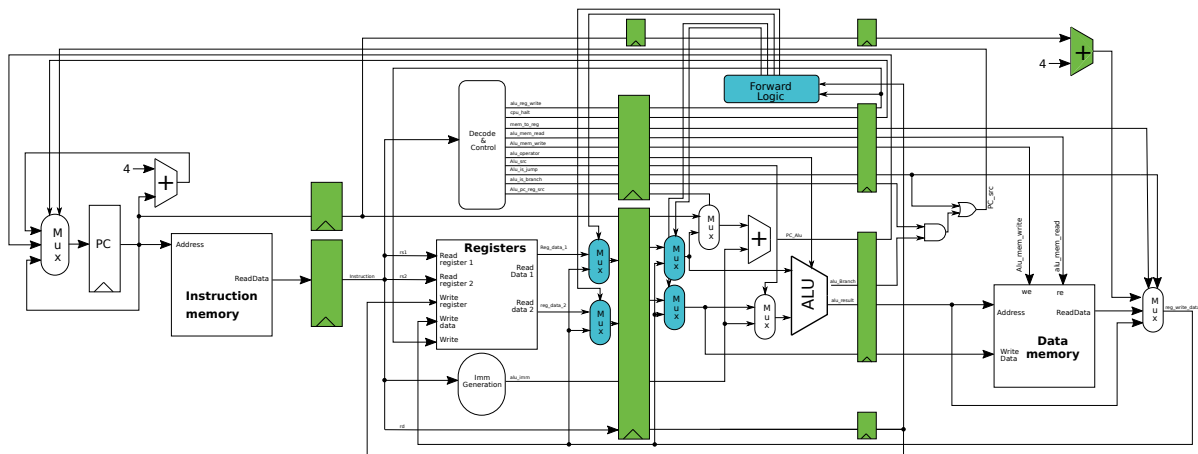 4
+
Forward
Logic
alu_reg_write
cpu_halt
mem_to_reg
alu_mem_read
Alu_mem_write
alu_operator
Alu_src
Alu_is_jump
alu_is_branch
Alu_pc_reg_src
Decode
&
Control
4
+
Mux
PC
Address
ReadData
Instruction
memory
instruction
rs1
rs2
rd
Registers
Read
register 1
Read
register 2
Write
register
Write
data
Write
Read
Data 1
Read
data 2
Reg_data_1
reg_data_2
Imm
Generation
alu_imm
Mux
Mux
Mux
Mux
Mux
Mux
+
PC_Alu
ALU
alu_Branch
alu_result
PC_src
Alu_mem_write
alu_mem_read
we
re
Address
ReadData
Write
Data
Data
memory
Mux
reg_write_data